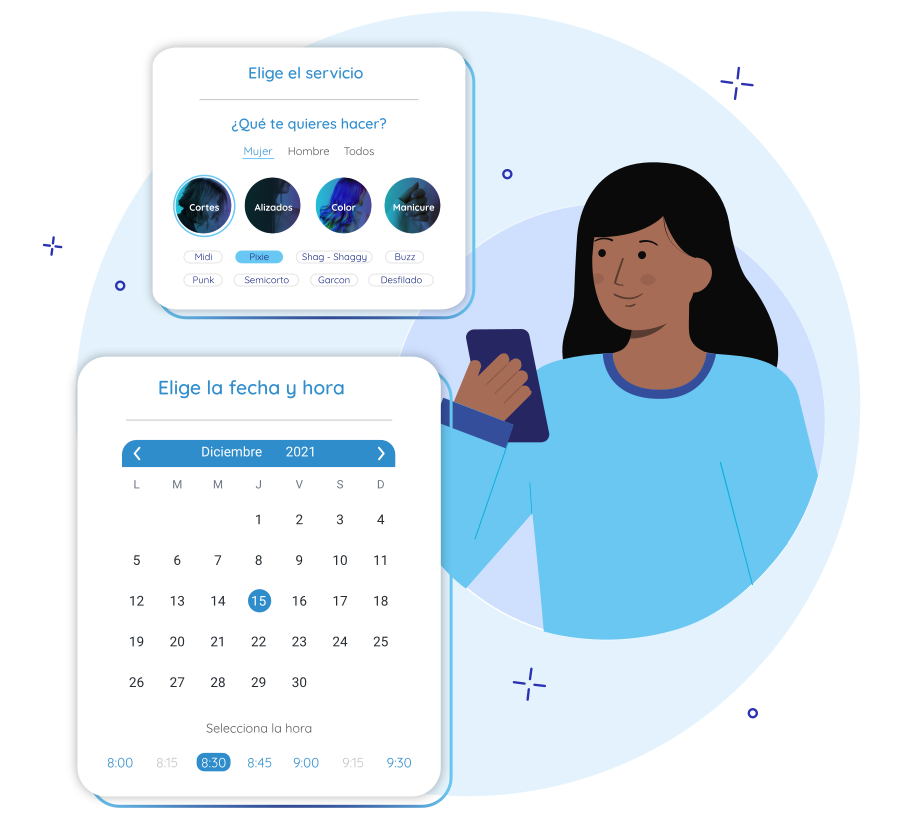 Elige el servicio
¿Qué te quieres hacer?
Mujer Hombre Todos
Cortes Alizados Color Manicure
Midi Pixie Shag - Shaggy Buzz
Punk Semicorto Garcon Desfilado
Elige la fecha y hora
Diciembre 2021
L M M J V S D
1 2 3 4
5 6 7 8 9 10 11
12 13 14 15 16 17 18
19 20 21 22 23 24 25
26 27 28 29 30
Selecciona la hora
8:00 8:15 8:30 8:45 9:00 9:15 9:30